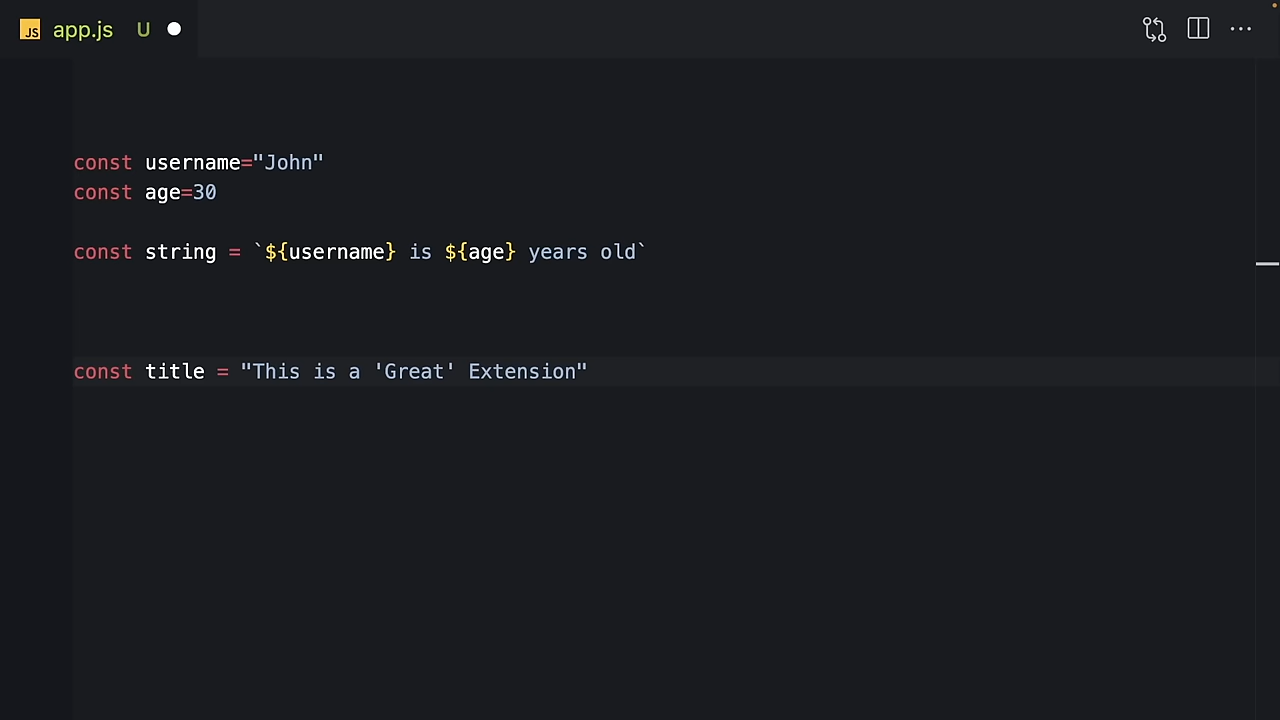 JS app.js U
const username="John"
const age=30
const string = `${username} is ${age} years old`
const title = "This is a 'Great' Extension"